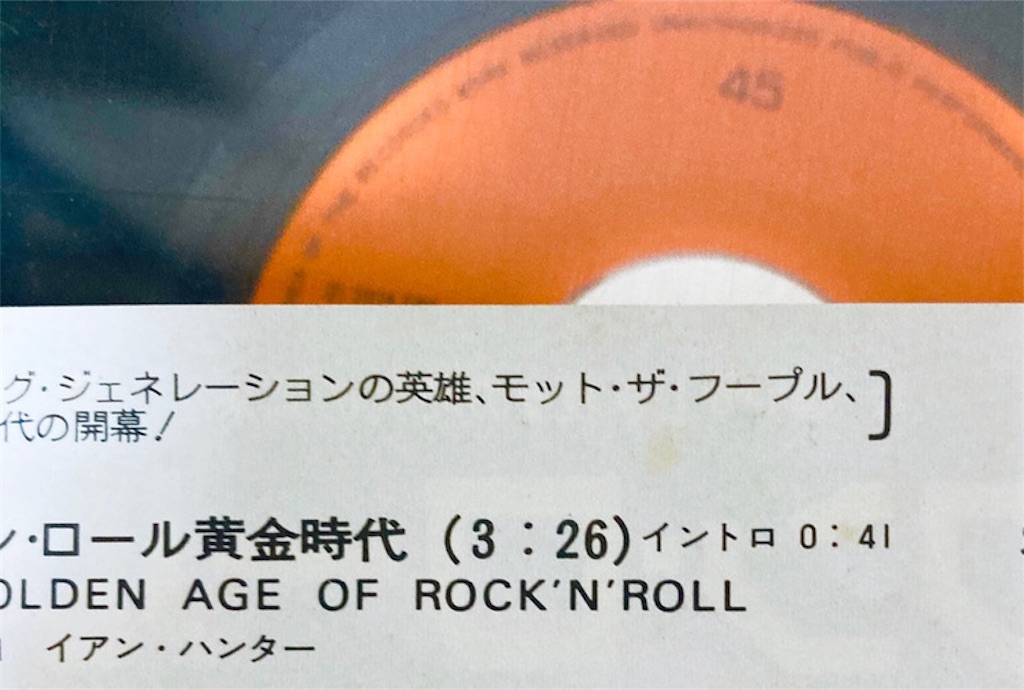 45
グ・ジェネレーションの英雄、モット・ザ・フープル、
代の開幕!
ン・ロール黄金時代 (3:26)イントロ 0:41
OLDEN AGE OF ROCK'N'ROLL
イアン・ハンター